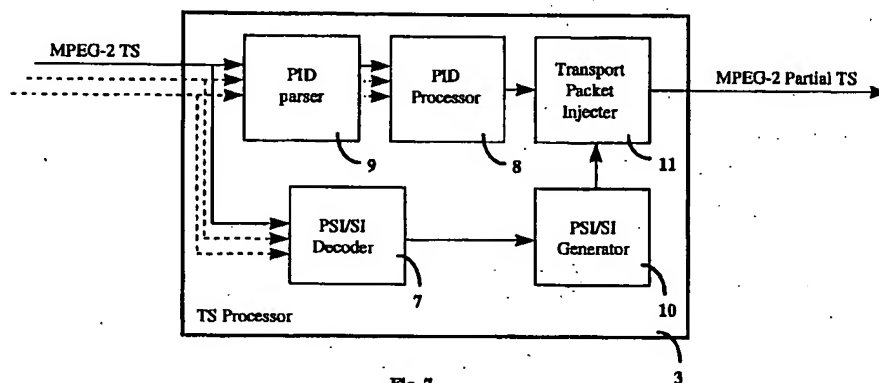 MPEG-2 TS
PID
parser
9
PID
Processor
8
Transport
Packet
Injecter
11
MPEG-2 Partial TS
PSI/SI
Decoder
7
PSI/SI
Generator
10
TS Processor
3